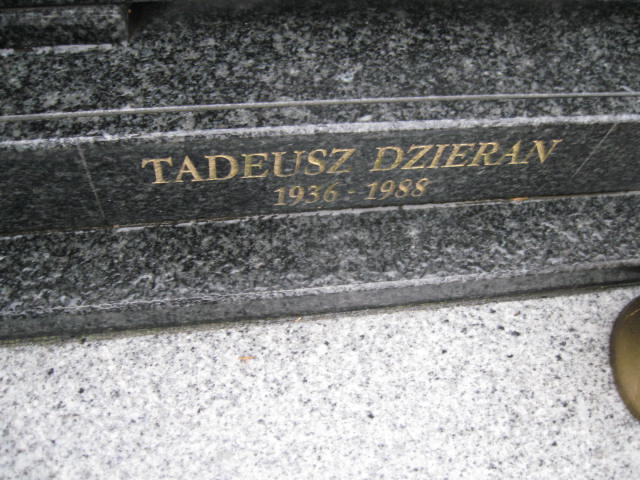 TADEUSZ DZIERAN
1936 - 1988